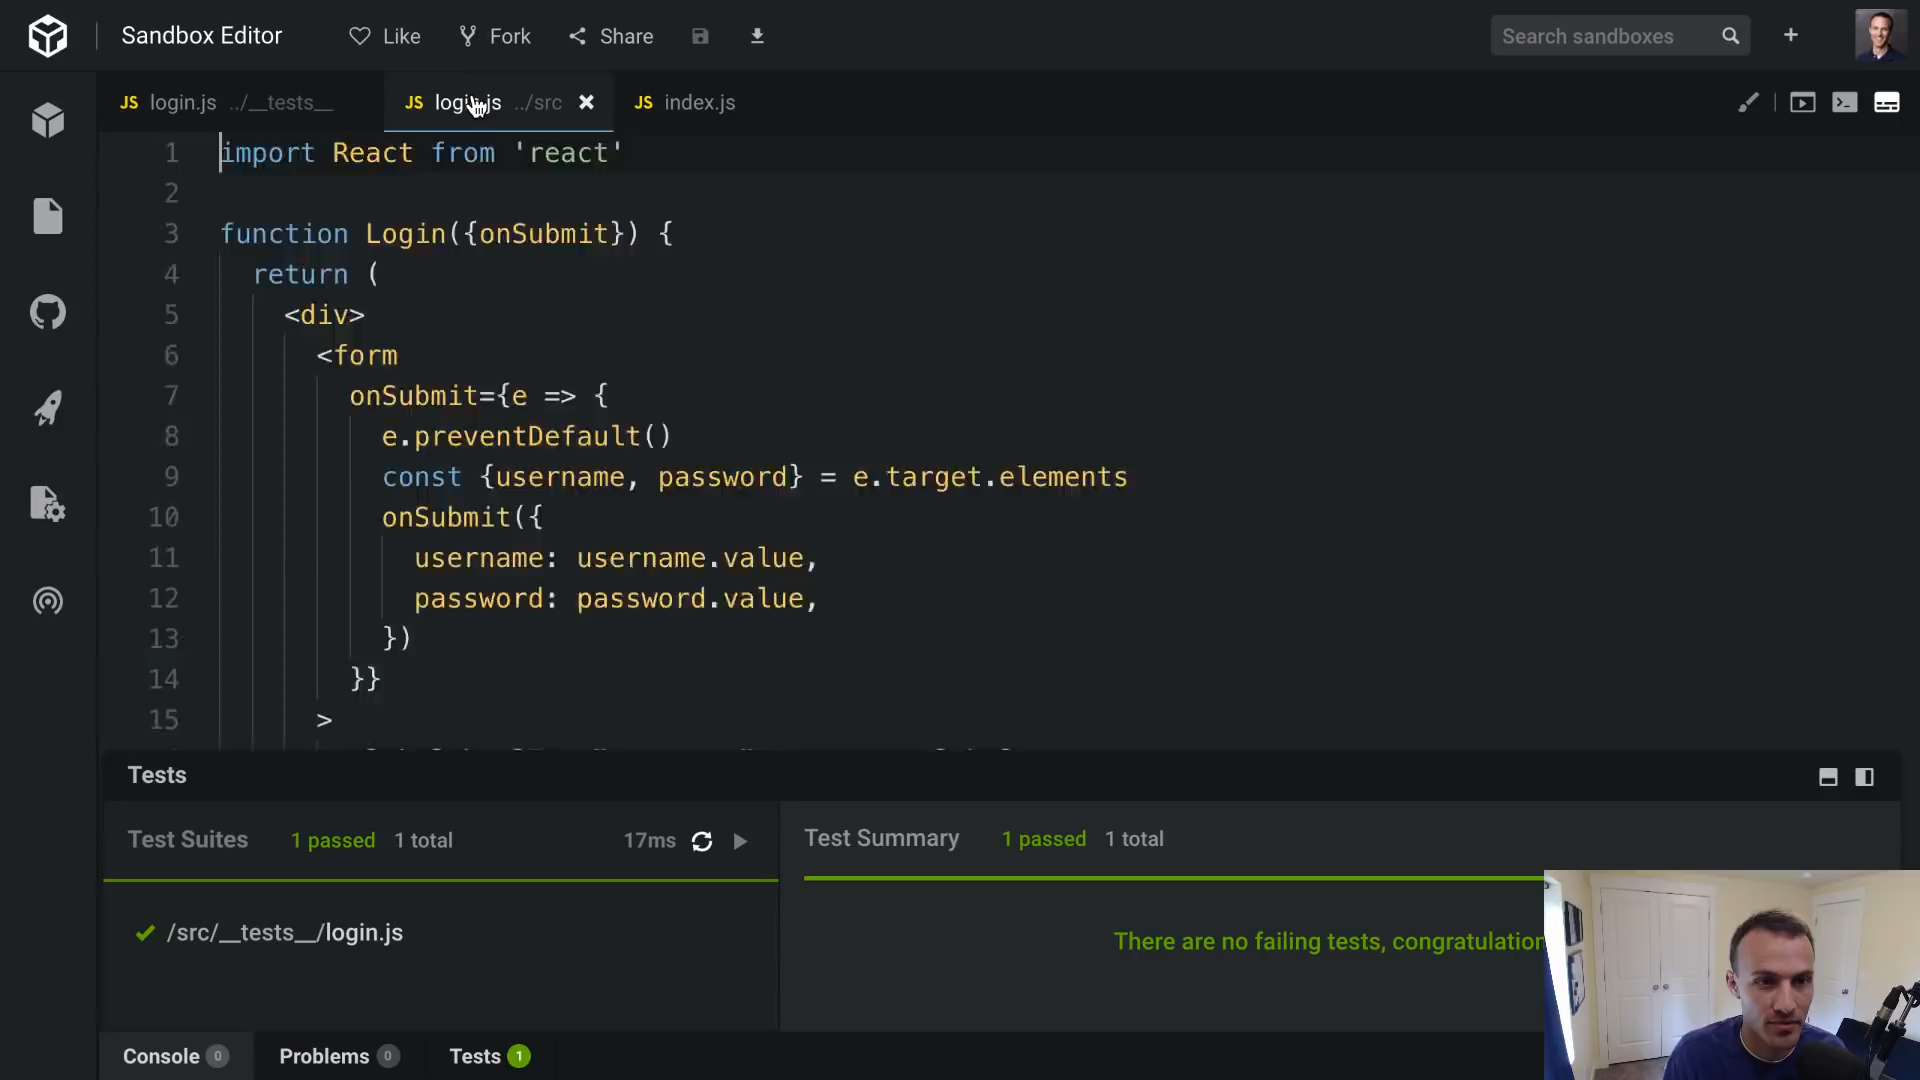 Sandbox Editor
Like
Fork
Share
Search sandboxes
JS login.js ../__tests__
JS login.js ../src
JS index.js
1 import React from 'react'
2
3 function Login({onSubmit}) {
4 return (
5 <div>
6 <form
7 onSubmit={e => {
8 e.preventDefault()
9 const {username, password} = e.target.elements
10 onSubmit({
11 username: username.value,
12 password: password.value,
13 })
14 }}
15 >
Tests
Test Suites 1 passed 1 total 17ms
Test Summary 1 passed 1 total
/src/__tests__/login.js
There are no failing tests, congratulation
Console 0
Problems 0
Tests 1